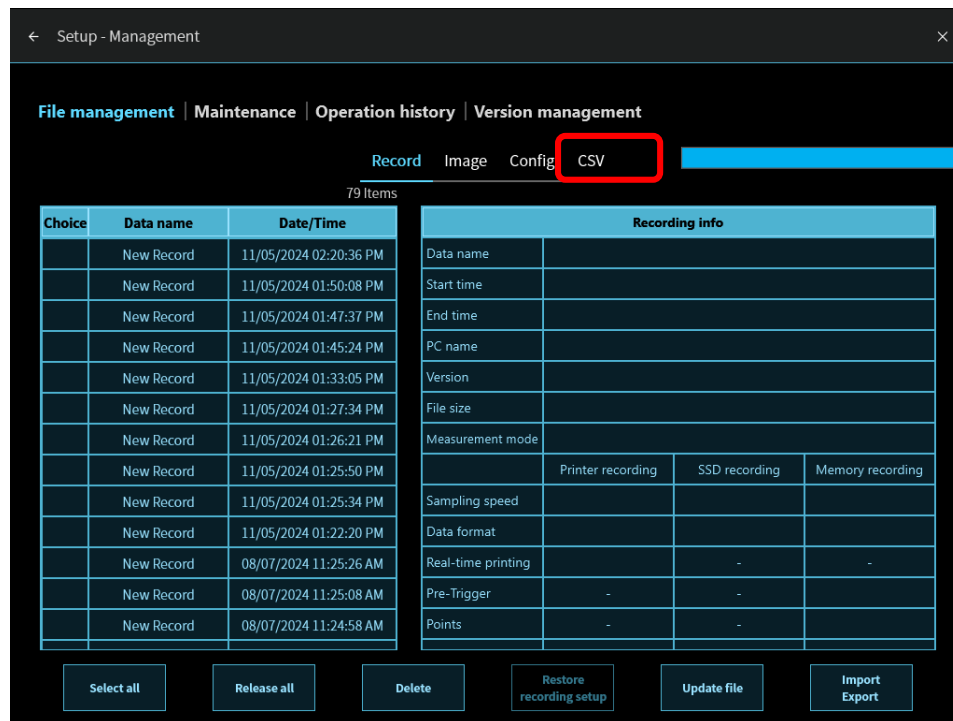 ← Setup - Management ×
File management | Maintenance | Operation history | Version management
Record Image Config CSV
79 Items
Choice Data name Date/Time
New Record 11/05/2024 02:20:36 PM
New Record 11/05/2024 01:50:08 PM
New Record 11/05/2024 01:47:37 PM
New Record 11/05/2024 01:45:24 PM
New Record 11/05/2024 01:33:05 PM
New Record 11/05/2024 01:27:34 PM
New Record 11/05/2024 01:26:21 PM
New Record 11/05/2024 01:25:50 PM
New Record 11/05/2024 01:25:34 PM
New Record 11/05/2024 01:22:20 PM
New Record 08/07/2024 11:25:26 AM
New Record 08/07/2024 11:25:08 AM
New Record 08/07/2024 11:24:58 AM
Recording info
Data name
Start time
End time
PC name
Version
File size
Measurement mode
Printer recording SSD recording Memory recording
Sampling speed
Data format
Real-time printing - -
Pre-Trigger - -
Points - -
Select all
Release all
Delete
Restore
recording setup
Update file
Import
Export